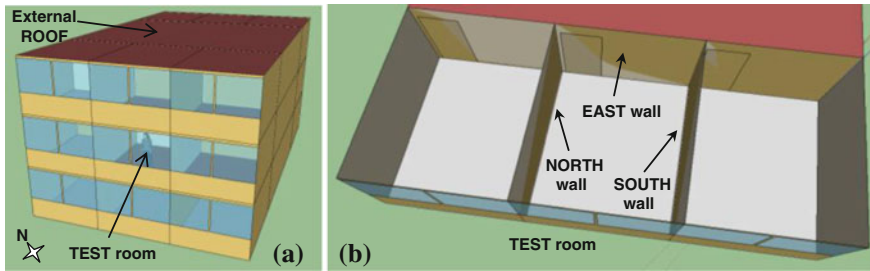 External
ROOF
N
TEST room
(a)
EAST wall
NORTH
wall
SOUTH
wall
TEST room
(b)